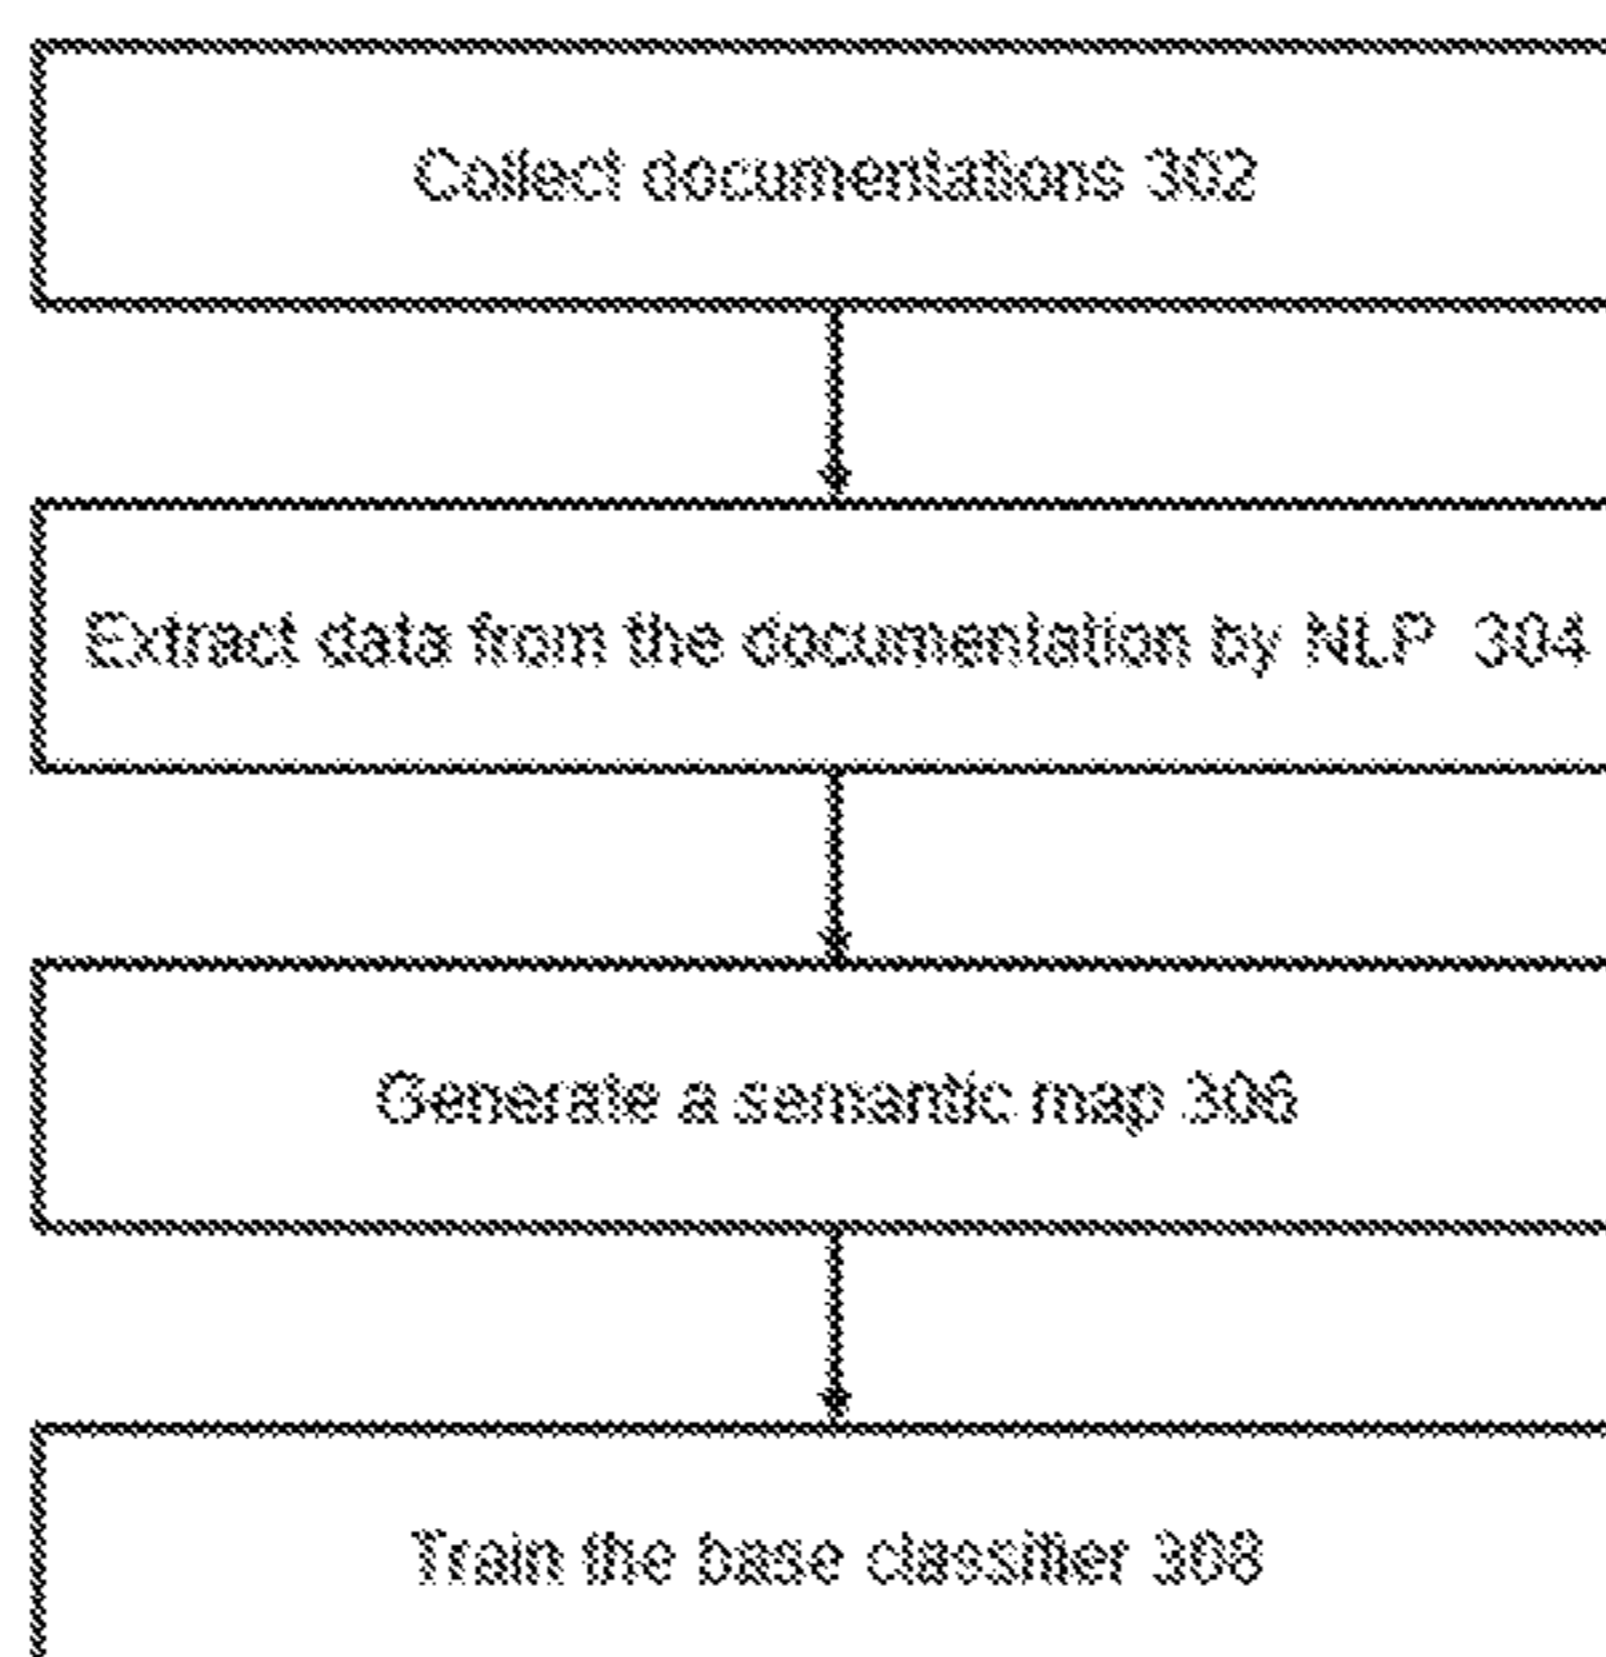 Collect documentations 302
Extract data from the documentation by NLP 304
Generate a semantic map 306
Train the base classifier 308